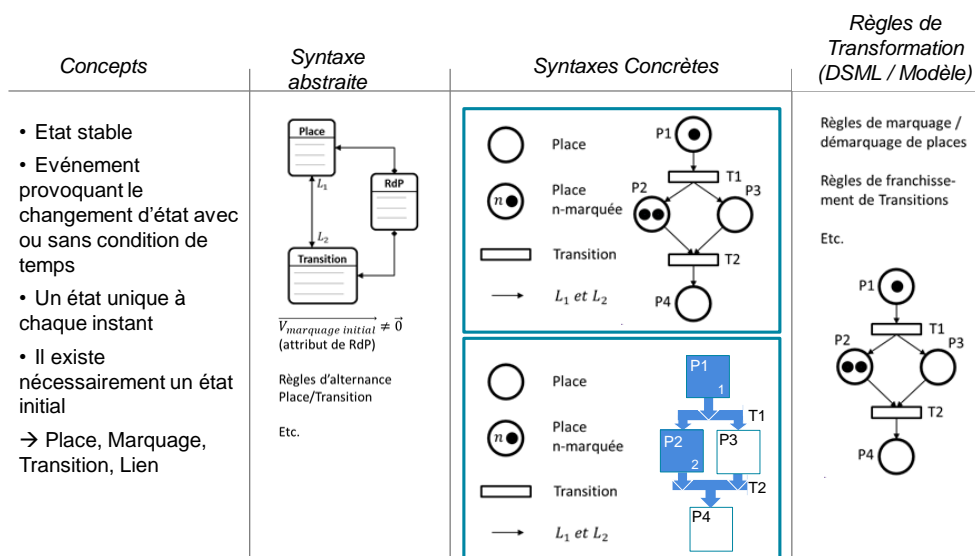 Concepts
Syntaxe
abstraite
Syntaxes Concrètes
Règles de
Transformation
(DSML / Modèle)
• Etat stable
• Evénement
provoquant le
changement d'état avec
ou sans condition de
temps
• Un état unique à
chaque instant
• Il existe
nécessairement un état
initial
→ Place, Marquage,
Transition, Lien
Place
RdP
L₁
L₂
Transition
V marquage initial ≠ 0
(attribut de RdP)
Règles d'alternance
Place/Transition
Etc.
Place
n
Place
n-marquée
Transition
L₁ et L₂
P1
T1
P2
P3
T2
P4
Place
n
Place
n-marquée
Transition
L₁ et L₂
P1
1
T1
P2
2
P3
T2
P4
Règles de marquage /
démarquage de places
Règles de franchisse-
ment de Transitions
Etc.
P1
T1
P2
P3
T2
P4